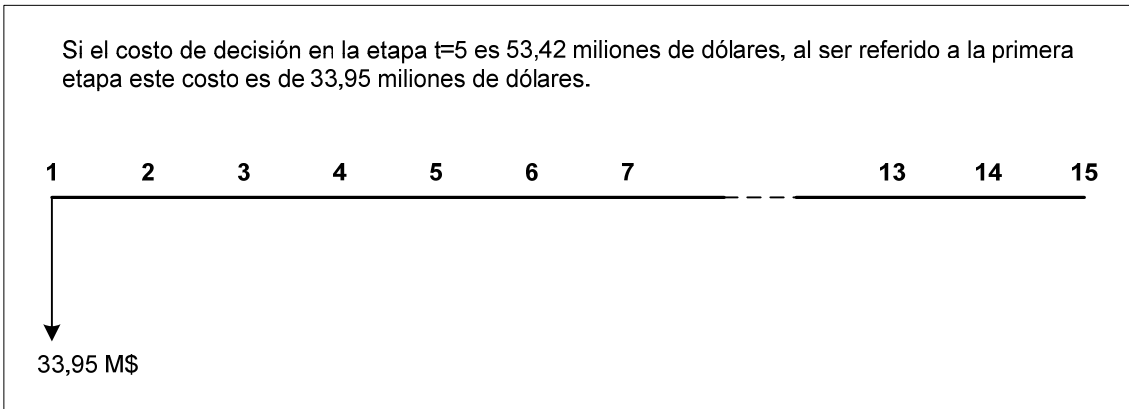 Si el costo de decisión en la etapa t=5 es 53,42 miliones de dólares, al ser referido a la primera
etapa este costo es de 33,95 miliones de dólares.
1 2 3 4 5 6 7 13 14 15
33,95 M$